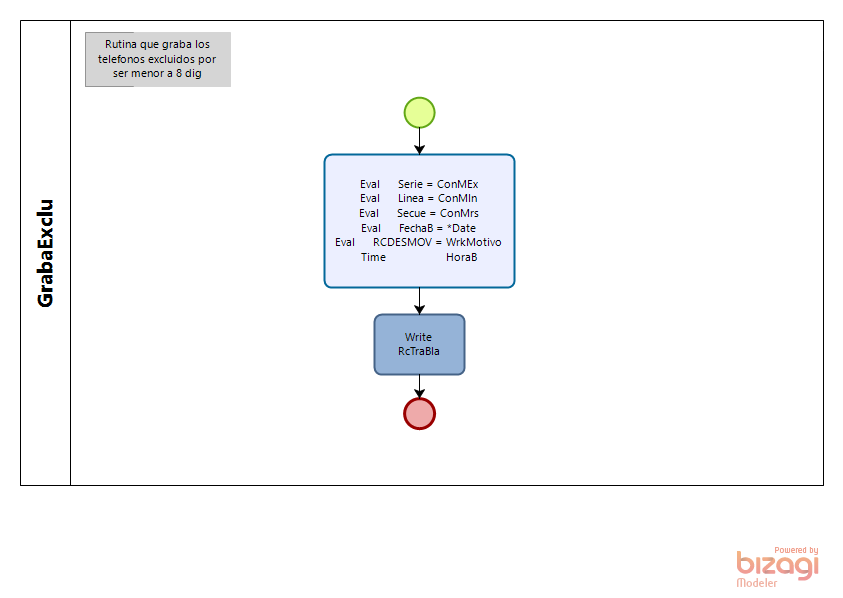 Rutina que graba los
telefonos excluidos por
ser menor a 8 dig
GrabaExclu
Eval Serie = ConMEx
Eval Linea = ConMIn
Eval Secue = ConMrs
Eval FechaB = *Date
Eval RCDESMOV = WrkMotivo
Time HoraB
Write
RcTraBla
Powered by
bizagi
Modeler